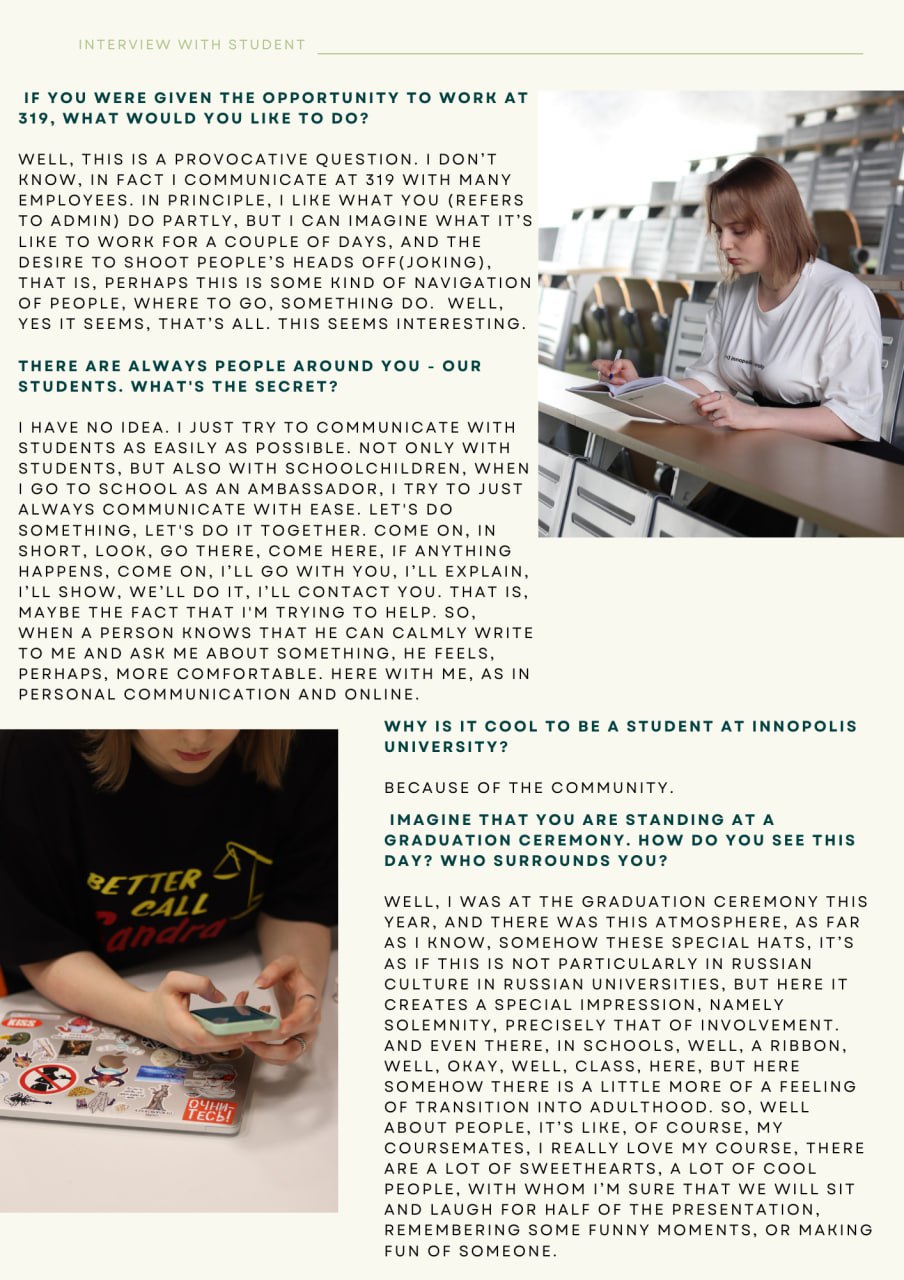 INTERVIEW WITH STUDENT
IF YOU WERE GIVEN THE OPPORTUNITY TO WORK AT
319, WHAT WOULD YOU LIKE TO DO?
WELL, THIS IS A PROVOCATIVE QUESTION. I DON'T
KNOW, IN FACT I COMMUNICATE AT 319 WITH MANY
EMPLOYEES. IN PRINCIPLE, I LIKE WHAT YOU (REFERS
TO ADMIN) DO PARTLY, BUT I CAN IMAGINE WHAT IT'S
LIKE TO WORK FOR A COUPLE OF DAYS, AND THE
DESIRE TO SHOOT PEOPLE'S HEADS OFF(JOKING),
THAT IS, PERHAPS THIS IS SOME KIND OF NAVIGATION
OF PEOPLE, WHERE TO GO, SOMETHING DO. WELL,
YES IT SEEMS, THAT'S ALL. THIS SEEMS INTERESTING.
THERE ARE ALWAYS PEOPLE AROUND YOU - OUR
STUDENTS. WHAT'S THE SECRET?
I HAVE NO IDEA. I JUST TRY TO COMMUNICATE WITH
STUDENTS AS EASILY AS POSSIBLE. NOT ONLY WITH
STUDENTS, BUT ALSO WITH SCHOOLCHILDREN, WHEN
I GO TO SCHOOL AS AN AMBASSADOR, I TRY TO JUST
ALWAYS COMMUNICATE WITH EASE. LET'S DO
SOMETHING, LET'S DO IT TOGETHER. COME ON, IN
SHORT, LOOK, GO THERE, COME HERE, IF ANYTHING
HAPPENS, COME ON, I'LL GO WITH YOU, I'LL EXPLAIN,
I'LL SHOW, WE'LL DO IT, I'LL CONTACT YOU. THAT IS,
MAYBE THE FACT THAT I'M TRYING TO HELP. SO,
WHEN A PERSON KNOWS THAT HE CAN CALMLY WRITE
TO ME AND ASK ME ABOUT SOMETHING, HE FEELS,
PERHAPS, MORE COMFORTABLE. HERE WITH ME, AS IN
PERSONAL COMMUNICATION AND ONLINE.
WHY IS IT COOL TO BE A STUDENT AT INNOPOLIS
UNIVERSITY?
BECAUSE OF THE COMMUNITY.
IMAGINE THAT YOU ARE STANDING AT A
GRADUATION CEREMONY. HOW DO YOU SEE THIS
DAY? WHO SURROUNDS YOU?
WELL, I WAS AT THE GRADUATION CEREMONY THIS
YEAR, AND THERE WAS THIS ATMOSPHERE, AS FAR
AS I KNOW, SOMEHOW THESE SPECIAL HATS, IT'S
AS IF THIS IS NOT PARTICULARLY IN RUSSIAN
CULTURE IN RUSSIAN UNIVERSITIES, BUT HERE IT
CREATES A SPECIAL IMPRESSION, NAMELY
SOLEMNITY, PRECISELY THAT OF INVOLVEMENT.
AND EVEN THERE, IN SCHOOLS, WELL, A RIBBON,
WELL, OKAY, WELL, CLASS, HERE, BUT HERE
SOMEHOW THERE IS A LITTLE MORE OF A FEELING
OF TRANSITION INTO ADULTHOOD. SO, WELL
ABOUT PEOPLE, IT'S LIKE, OF COURSE, MY
COURSEMATES, I REALLY LOVE MY COURSE, THERE
ARE A LOT OF SWEETHEARTS, A LOT OF COOL
PEOPLE, WITH WHOM I'M SURE THAT WE WILL SIT
AND LAUGH FOR HALF OF THE PRESENTATION,
REMEMBERING SOME FUNNY MOMENTS, OR MAKING
FUN OF SOMEONE.
BETTER
CALL
Candra
KISS
ОЧНИ-
ТЕСЬ!